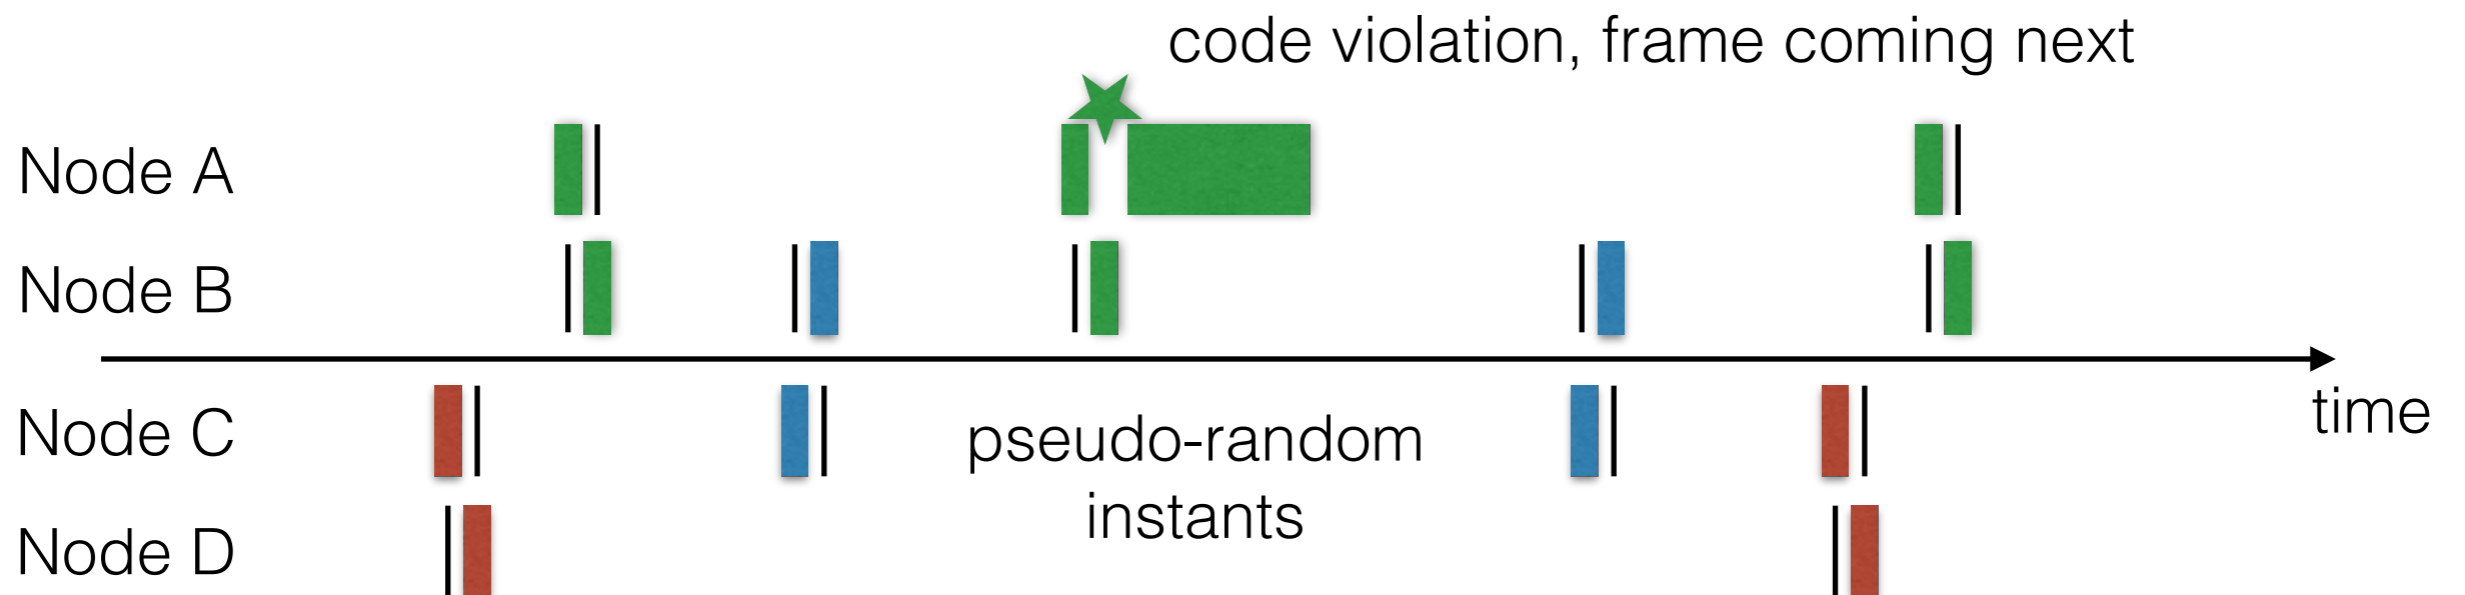 code violation, frame coming next
Node A
Node B
time
Node C
pseudo-random
instants
Node D